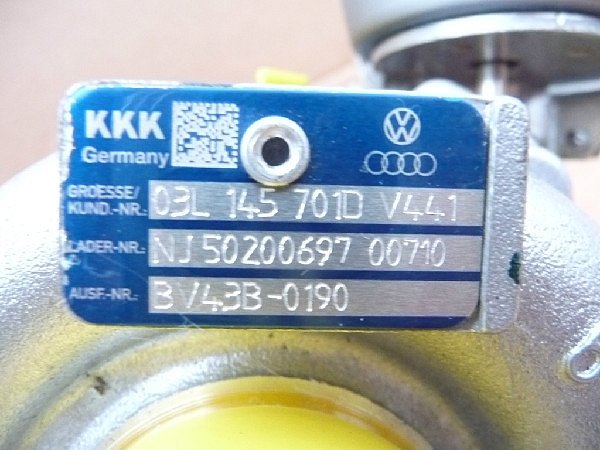 KKK
Germany
GROESSE/
KUND.-NR.: 03L 145 701D V441
LADER-NR.: NJ 50200697 00710
AUSF.-NR.: BV43B-0190